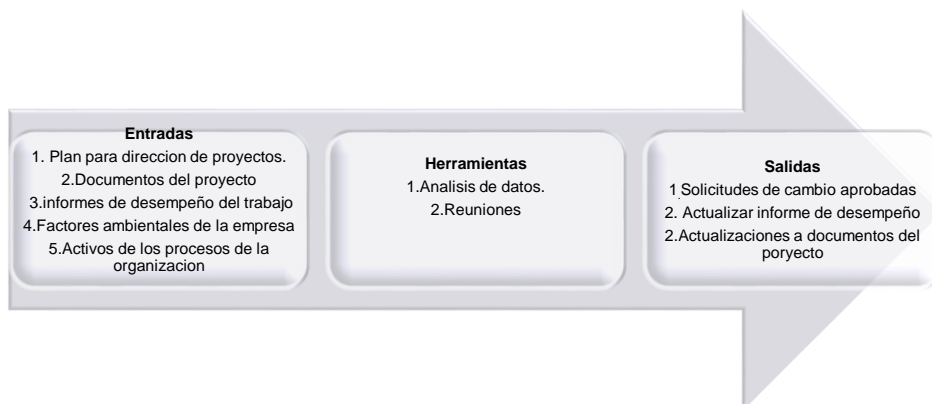 Entradas
1. Plan para direccion de proyectos.
2.Documentos del proyecto
3.informes de desempeño del trabajo
4.Factores ambientales de la empresa
5.Activos de los procesos de la
organizacion
Herramientas
1.Analisis de datos.
2.Reuniones
Salidas
1.Solicitudes de cambio aprobadas
2. Actualizar informe de desempeño
2.Actualizaciones a documentos del
poryecto